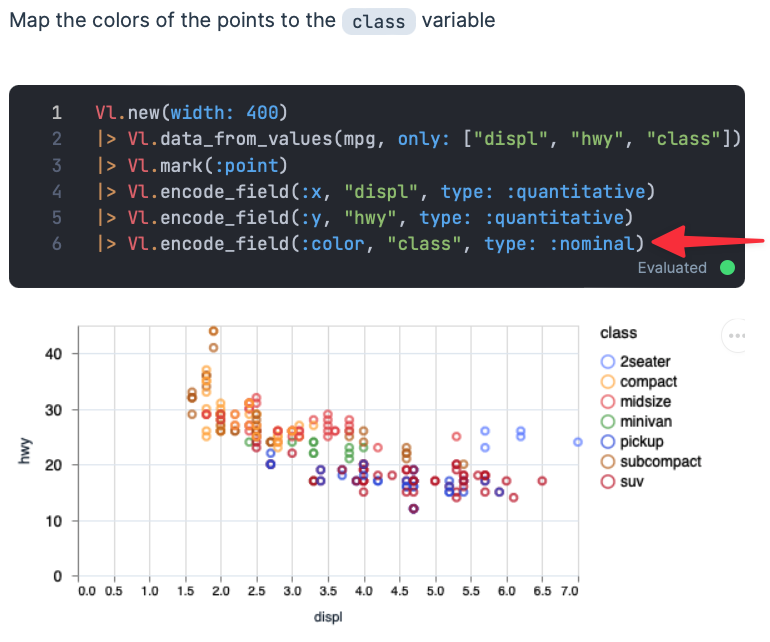 Map the colors of the points to the class variable
1 Vl.new(width: 400)
2 |> Vl.data_from_values(mpg, only: ["displ", "hwy", "class"])
3 |> Vl.mark(:point)
4 |> Vl.encode_field(:x, "displ", type: :quantitative)
5 |> Vl.encode_field(:y, "hwy", type: :quantitative)
6 |> Vl.encode_field(:color, "class", type: :nominal)
Evaluated
class
2seater
compact
midsize
minivan
pickup
subcompact
suv
hwy
40
30
20
10
0
0.0 0.5 1.0 1.5 2.0 2.5 3.0 3.5 4.0 4.5 5.0 5.5 6.0 6.5 7.0
displ